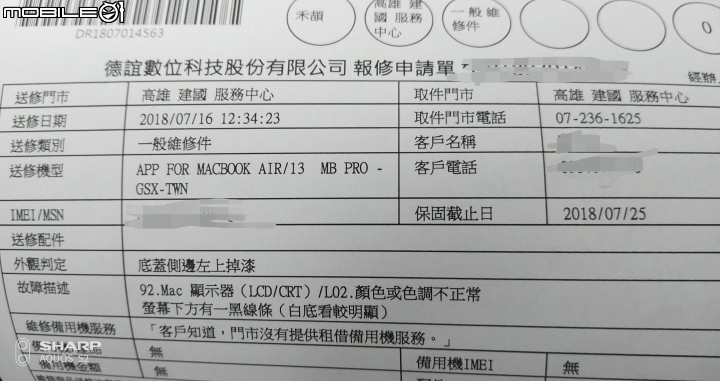 mobile01
DR1807014563
禾頡
高雄 建國 服務中心
一般維修件
0
德誼數位科技股份有限公司 報修申請單
經辦
送修門市 高雄 建國 服務中心 取件門市 高雄 建國 服務中心
送修日期 2018/07/16 12:34:23 取件門市電話 07-236-1625
送修類別 一般維修件 客戶名稱
送修機型 APP FOR MACBOOK AIR/13 MB PRO - 客戶電話
GSX-TWN
IMEI/MSN 保固截止日 2018/07/25
送修配件
外觀判定 底蓋側邊左上掉漆
故障描述 92.Mac 顯示器（LCD/CRT）/L02.顏色或色調不正常
螢幕下方有一黑線條（白底看較明顯）
維修備用機服務 「客戶知道，門市沒有提供租借備用機服務。」
無 備用機IMEI 無
備用機金額 無
SHARP
AQUOS S2